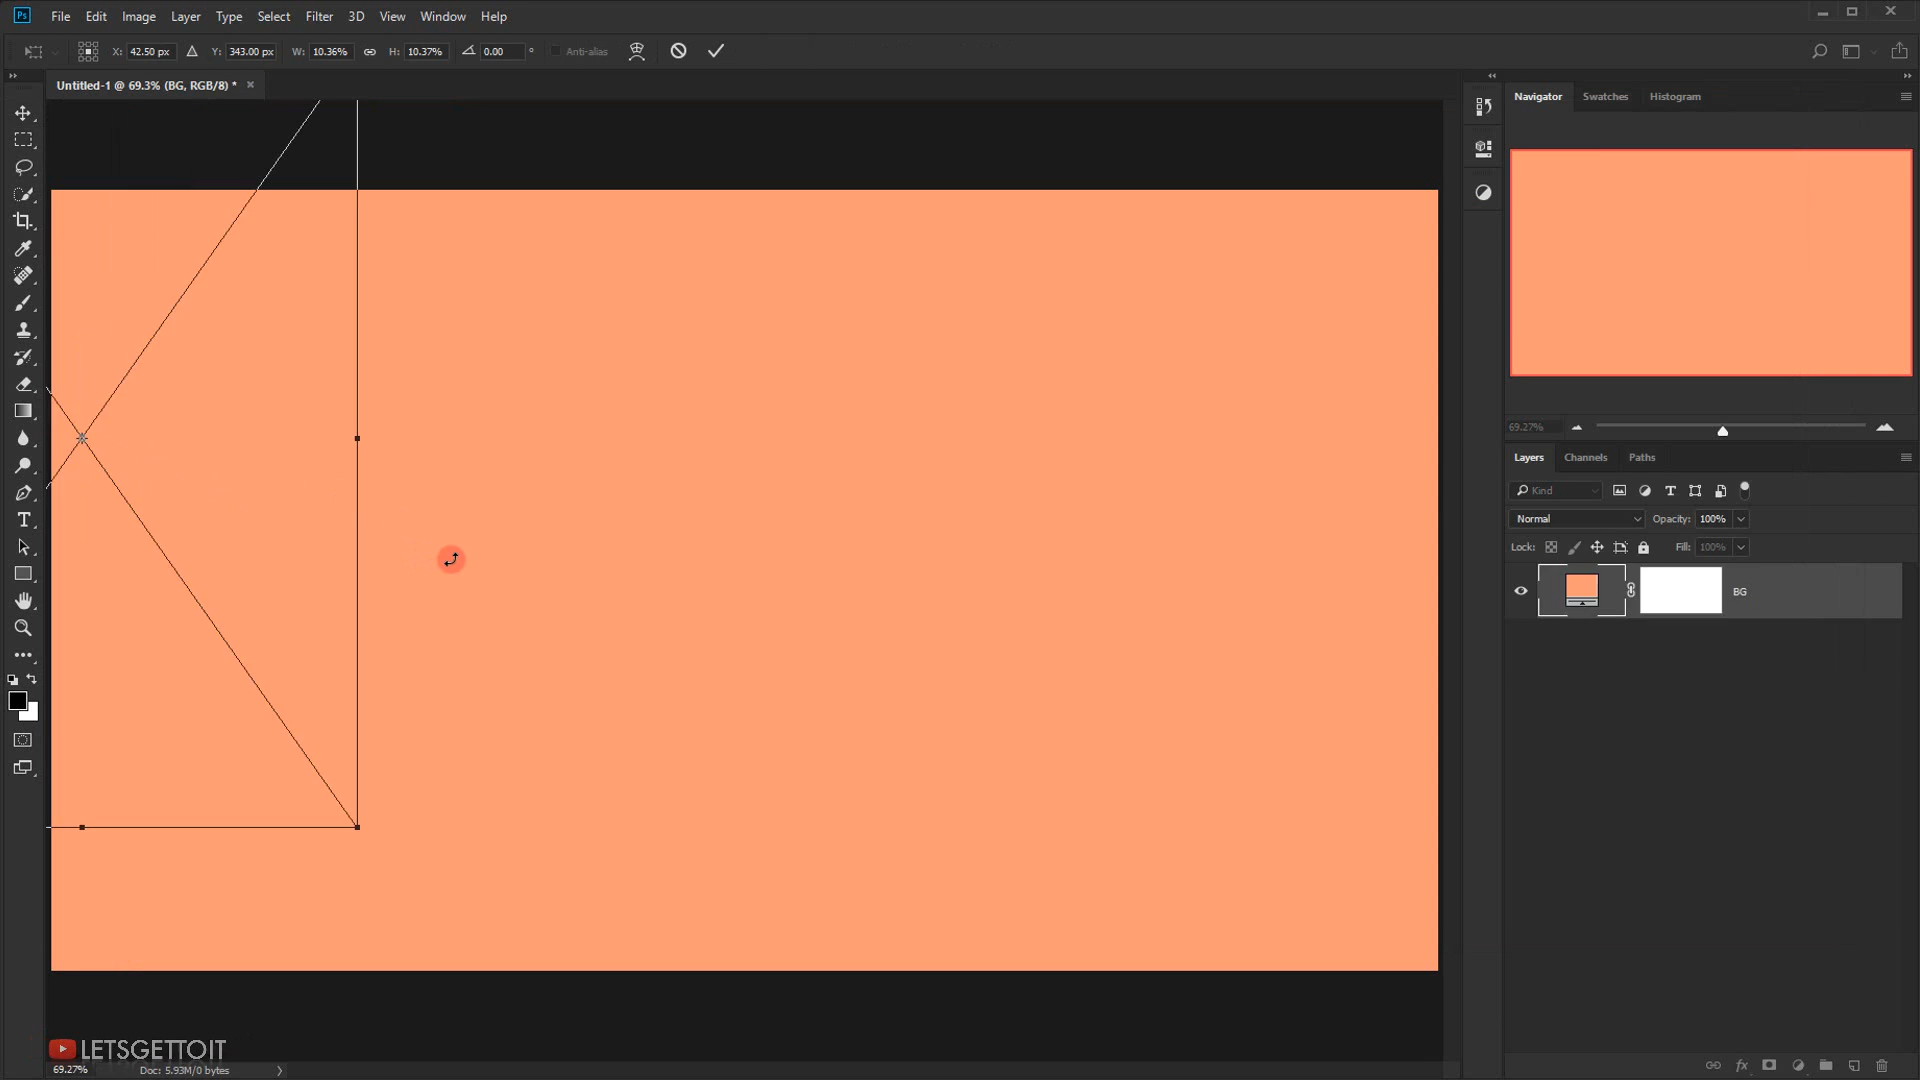 Ps File Edit Image Layer Type Select Filter 3D View Window Help
X: 42.50 px Y: 343.00 px W: 10.36% H: 10.37% 0.00 ° Anti-alias
Untitled-1 @ 69.3% (BG, RGB/8) *
Navigator Swatches Histogram
69.27%
Layers Channels Paths
Kind
Normal Opacity: 100%
Lock: Fill: 100%
BG
LETSGETTOIT
69.27% Doc: 5.93M/0 bytes